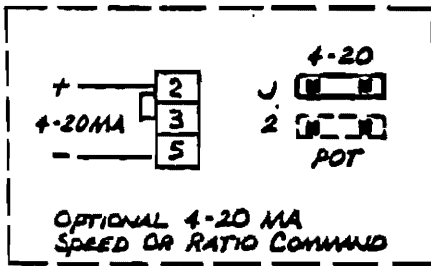 4-20
+ 2 J
4-20MA 3 2
- 5 POT
OPTIONAL 4-20 MA
SPEED OR RATIO COMMAND